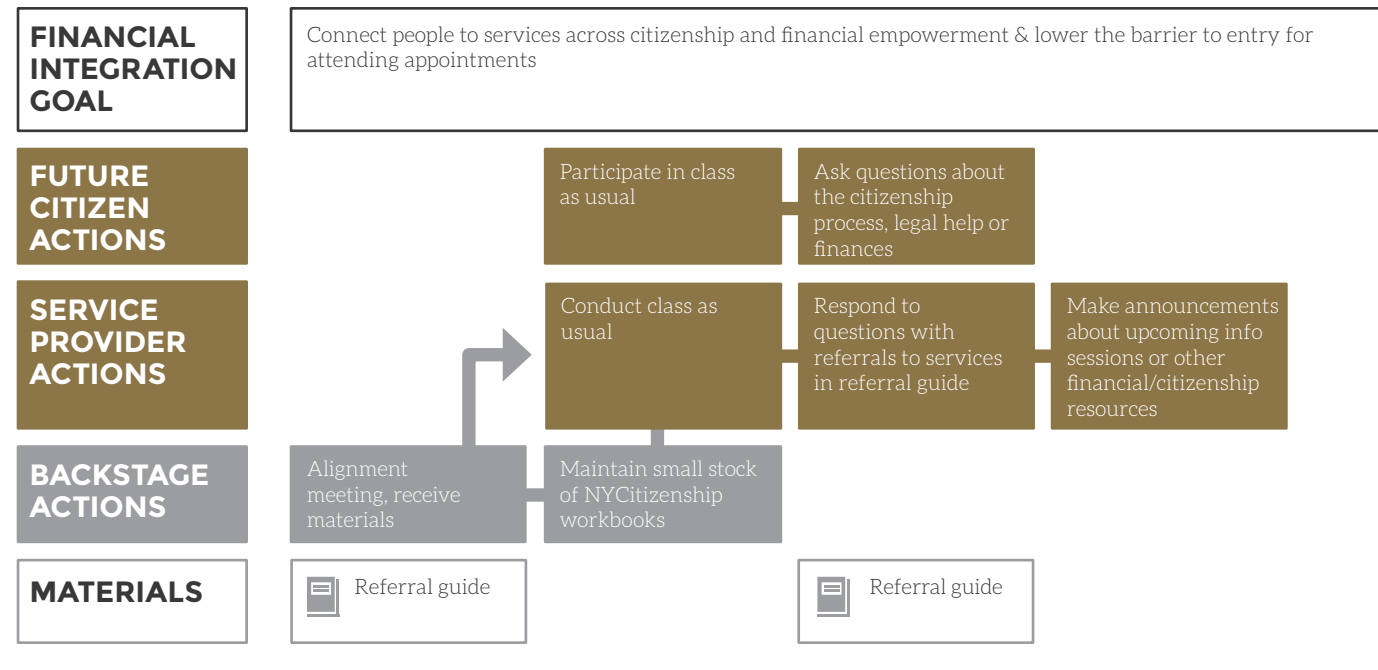 FINANCIAL
INTEGRATION
GOAL
Connect people to services across citizenship and financial empowerment & lower the barrier to entry for
attending appointments
FUTURE
CITIZEN
ACTIONS
Participate in class
as usual
Ask questions about
the citizenship
process, legal help or
finances
SERVICE
PROVIDER
ACTIONS
Conduct class as
usual
Respond to
questions with
referrals to services
in referral guide
Make announcements
about upcoming info
sessions or other
financial/citizenship
resources
BACKSTAGE
ACTIONS
Alignment
meeting, receive
materials
Maintain small stock
of NYCitizenship
workbooks
MATERIALS
Referral guide
Referral guide